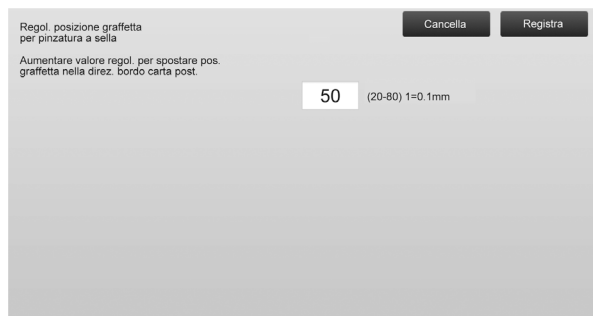 Regol. posizione graffetta
per pinzatura a sella
Cancella
Registra
Aumentare valore regol. per spostare pos.
graffetta nella direz. bordo carta post.
50 (20-80) 1=0.1mm